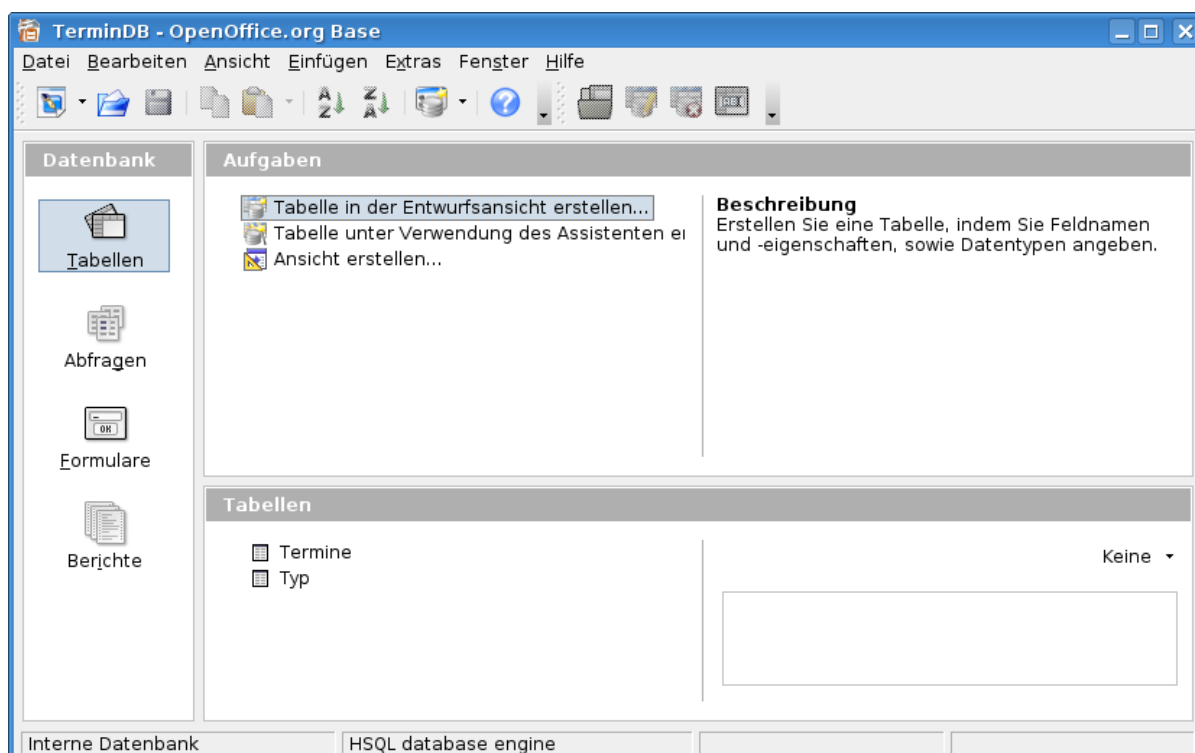 TerminDB - OpenOffice.org Base
Datei Bearbeiten Ansicht Einfügen Extras Fenster Hilfe
Datenbank
Tabellen
Abfragen
Formulare
Berichte
Aufgaben
Tabelle in der Entwurfsansicht erstellen...
Tabelle unter Verwendung des Assistenten er
Ansicht erstellen...
Beschreibung
Erstellen Sie eine Tabelle, indem Sie Feldnamen
und -eigenschaften, sowie Datentypen angeben.
Tabellen
Termine
Typ
Keine
Interne Datenbank
HSQL database engine